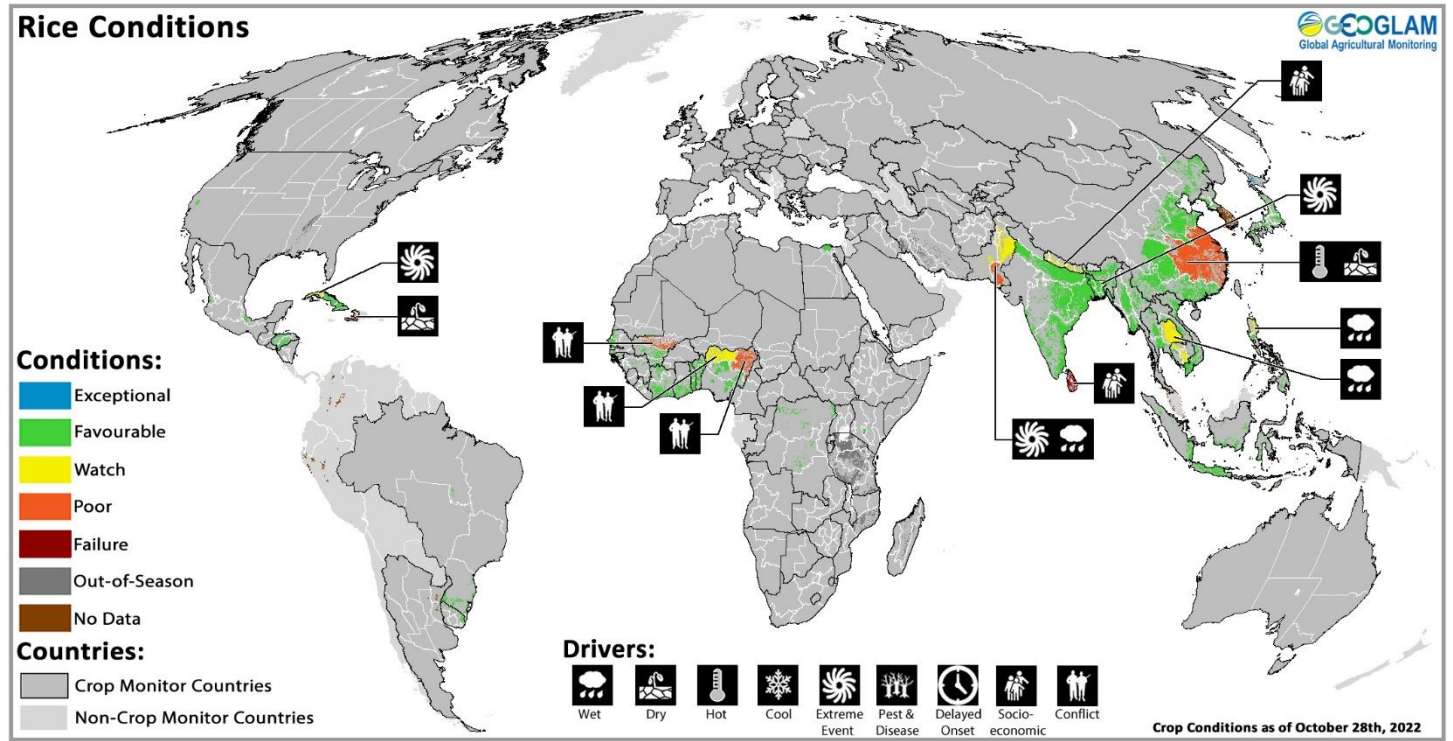 Rice Conditions
GEOGLAM
Global Agricultural Monitoring
Conditions:
Exceptional
Favourable
Watch
Poor
Failure
Out-of-Season
No Data
Countries:
Crop Monitor Countries
Non-Crop Monitor Countries
Drivers:
Wet
Dry
Hot
Cool
Extreme
Event
Pest &
Disease
Delayed
Onset
Socio-
economic
Conflict
Crop Conditions as of October 28th, 2022